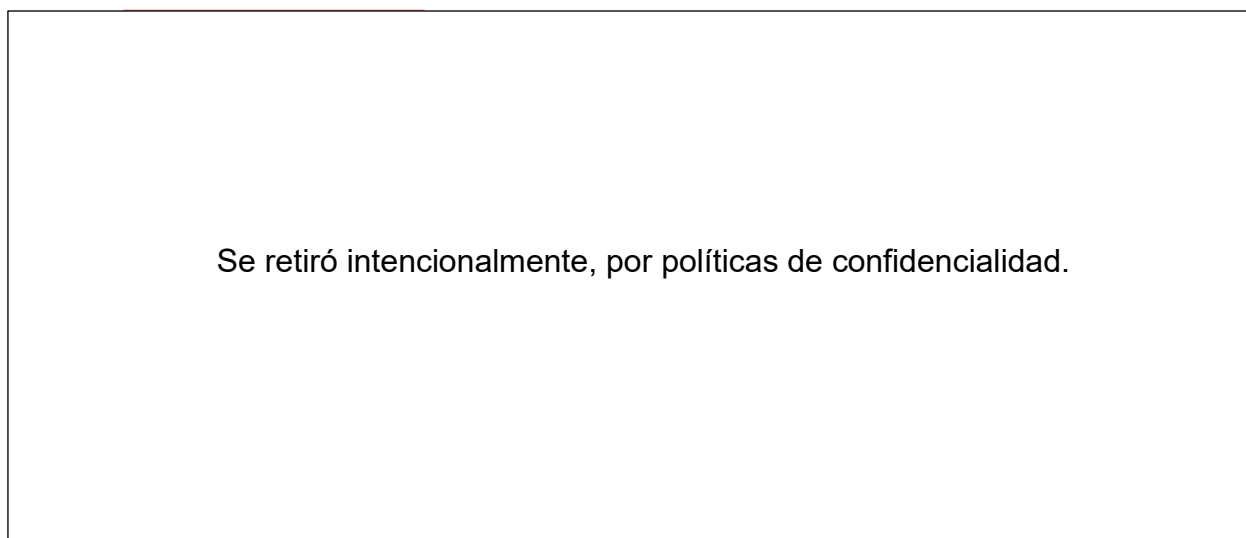 Se retiró intencionalmente, por políticas de confidencialidad.